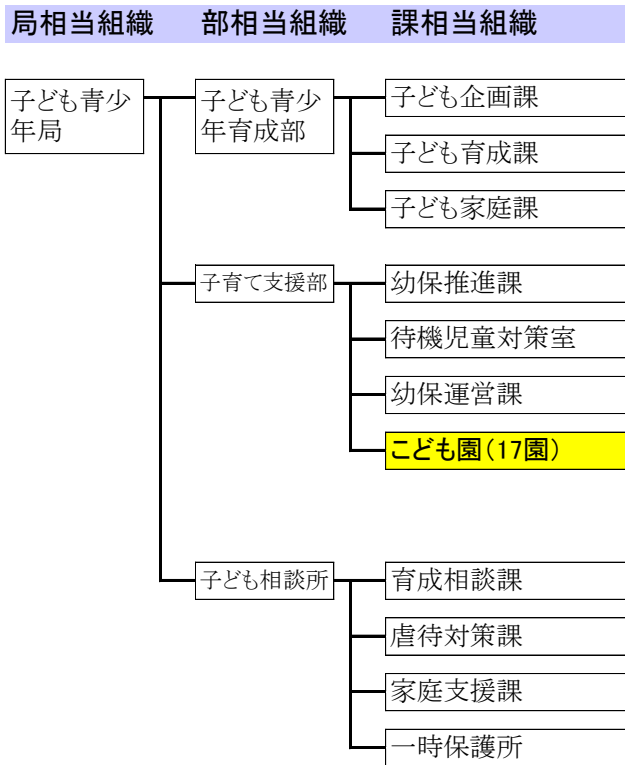 局相当組織 部相当組織 課相当組織
子ども青少
年局
子ども青少
年育成部
子ども企画課
子ども育成課
子ども家庭課
子育て支援部
幼保推進課
待機児童対策室
幼保運営課
こども園(17園)
子ども相談所
育成相談課
虐待対策課
家庭支援課
一時保護所